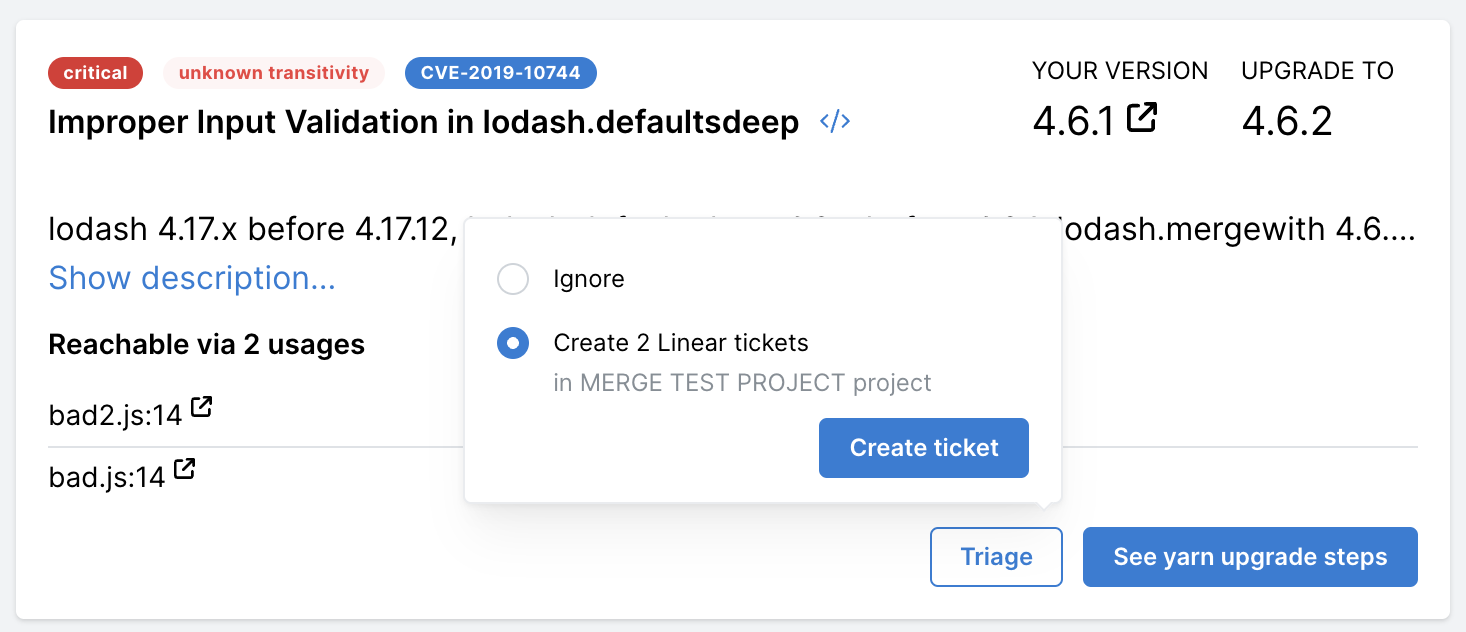 critical unknown transitivity CVE-2019-10744
Improper Input Validation in lodash.defaultsdeep </>
YOUR VERSION UPGRADE TO
4.6.1 4.6.2
lodash 4.17.x before 4.17.12, lodash.mergewith 4.6....
Show description...
Reachable via 2 usages
bad2.js:14
bad.js:14
Ignore
Create 2 Linear tickets
in MERGE TEST PROJECT project
Create ticket
Triage See yarn upgrade steps